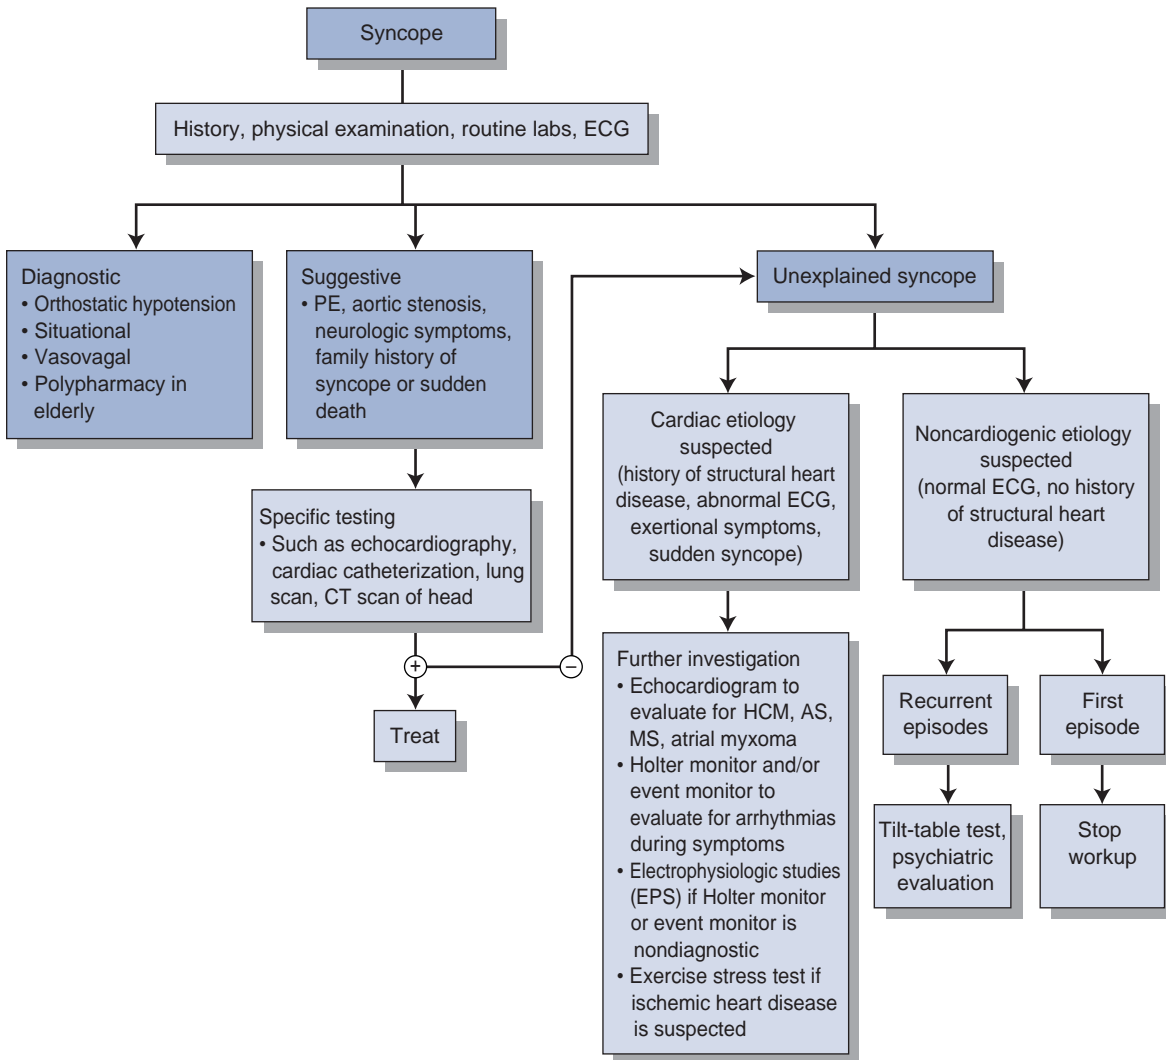 Syncope
History, physical examination, routine labs, ECG
Diagnostic
• Orthostatic hypotension
• Situational
• Vasovagal
• Polypharmacy in
elderly
Suggestive
• PE, aortic stenosis,
neurologic symptoms,
family history of
syncope or sudden
death
Unexplained syncope
Specific testing
• Such as echocardiography,
cardiac catheterization, lung
scan, CT scan of head
+
–
Treat
Cardiac etiology
suspected
(history of structural heart
disease, abnormal ECG,
exertional symptoms,
sudden syncope)
Noncardiogenic etiology
suspected
(normal ECG, no history
of structural heart
disease)
Further investigation
• Echocardiogram to
evaluate for HCM, AS,
MS, atrial myxoma
• Holter monitor and/or
event monitor to
evaluate for arrhythmias
during symptoms
• Electrophysiologic studies
(EPS) if Holter monitor
or event monitor is
nondiagnostic
• Exercise stress test if
ischemic heart disease
is suspected
Recurrent
episodes
First
episode
Tilt-table test,
psychiatric
evaluation
Stop
workup